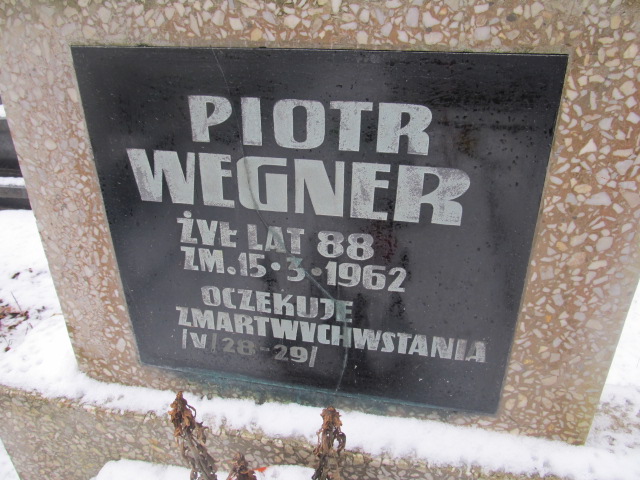 PIOTR
WEGNER
ŻYŁ LAT 88
ZM.15•3•1962
OCZEKUJE
ZMARTWYCHWSTANIA
/V/28-29/